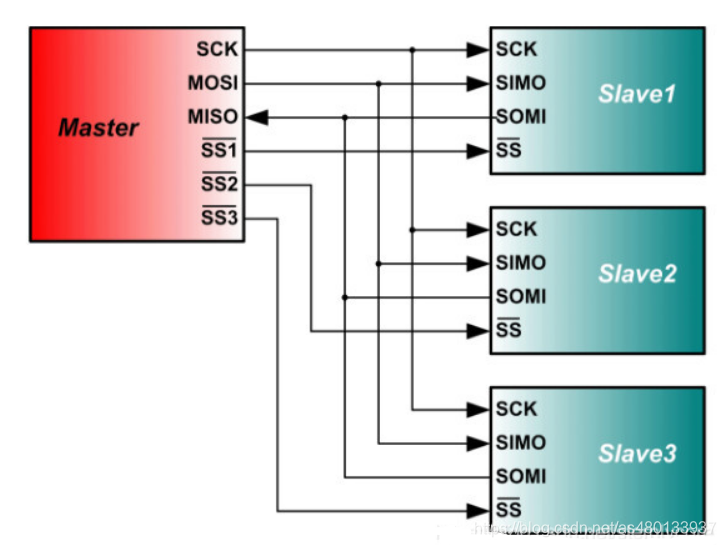 Master
SCK
MOSI
MISO
SS1
SS2
SS3
SCK
SIMO
SOMI
SS
Slave1
SCK
SIMO
SOMI
SS
Slave2
SCK
SIMO
SOMI
SS
Slave3
https://blog.csdn.net/as480133937